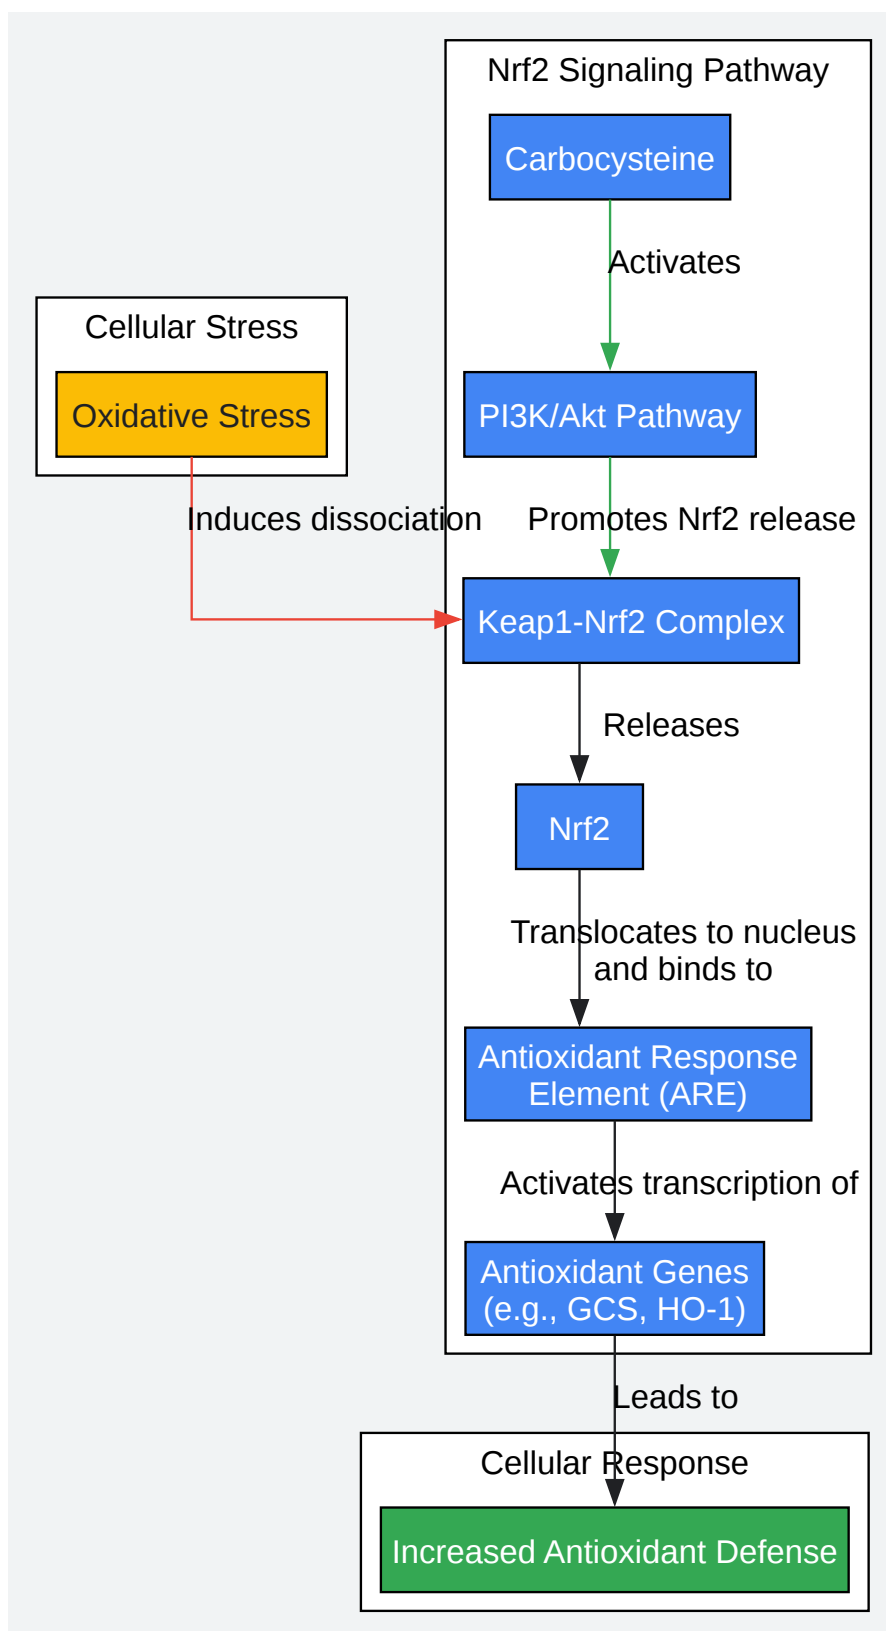 Nrf2 Signaling Pathway
Carbocysteine
Activates
Cellular Stress
Oxidative Stress
PI3K/Akt Pathway
Induces dissociation
Promotes Nrf2 release
Keap1-Nrf2 Complex
Releases
Nrf2
Translocates to nucleus
and binds to
Antioxidant Response
Element (ARE)
Activates transcription of
Antioxidant Genes
(e.g., GCS, HO-1)
Leads to
Cellular Response
Increased Antioxidant Defense